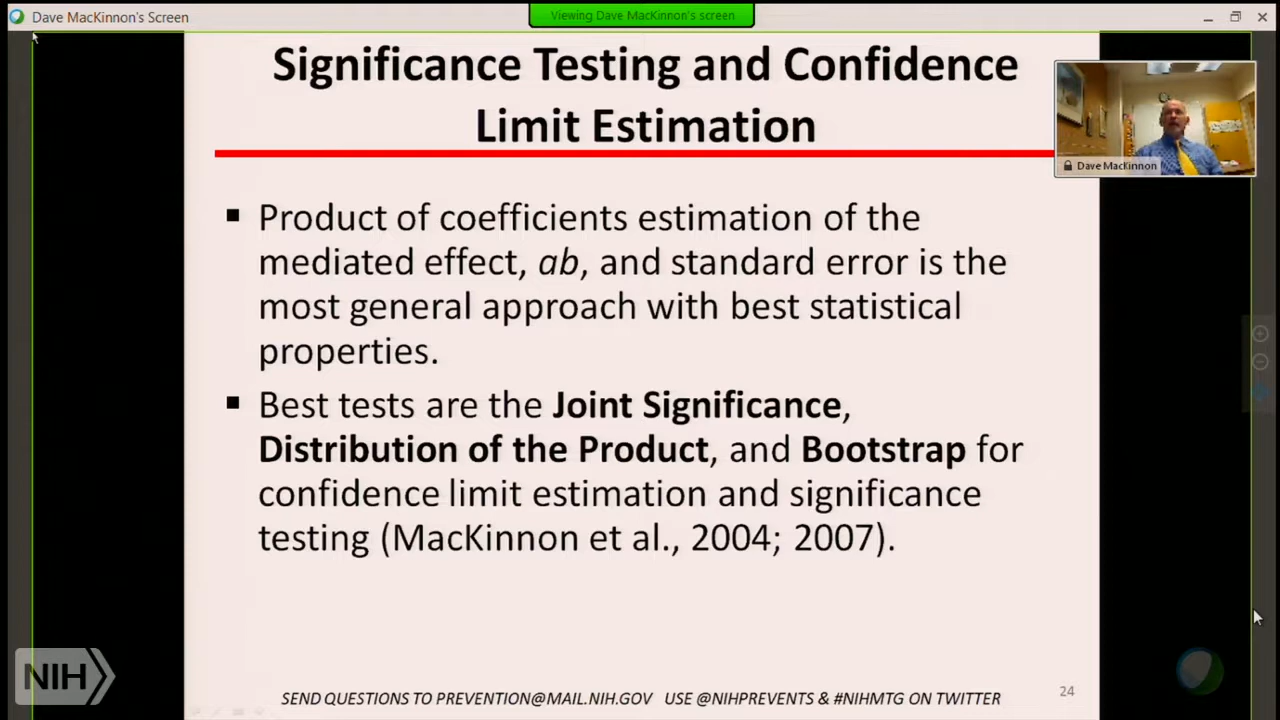 Dave MacKinnon's Screen
Viewing Dave MacKinnon's screen
Significance Testing and Confidence
Limit Estimation
Dave MacKinnon
Product of coefficients estimation of the
mediated effect, ab, and standard error is the
most general approach with best statistical
properties.
Best tests are the Joint Significance,
Distribution of the Product, and Bootstrap for
confidence limit estimation and significance
testing (MacKinnon et al., 2004; 2007).
NIH
SEND QUESTIONS TO PREVENTION@MAIL.NIH.GOV USE @NIHPREVENTS & #NIHMTG ON TWITTER
24